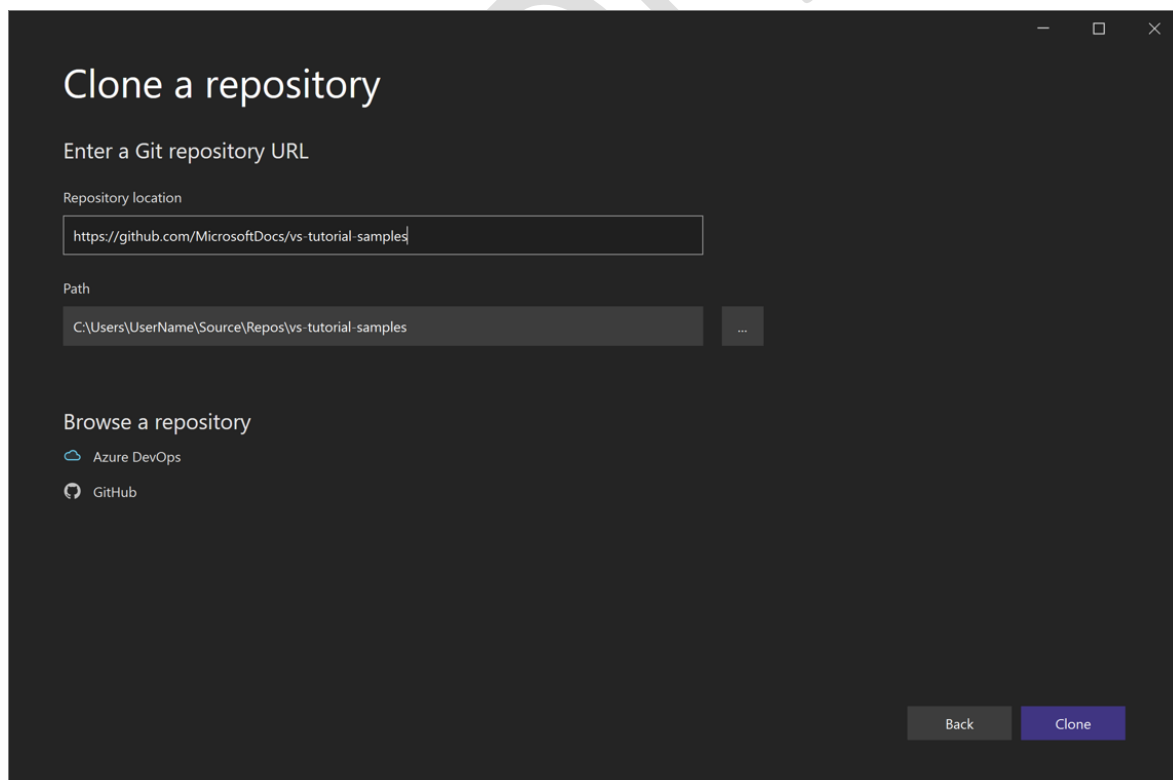 Clone a repository
Enter a Git repository URL
Repository location
https://github.com/MicrosoftDocs/vs-tutorial-samples
Path
C:\Users\UserName\Source\Repos\vs-tutorial-samples
...
Browse a repository
Azure DevOps
GitHub
Back
Clone